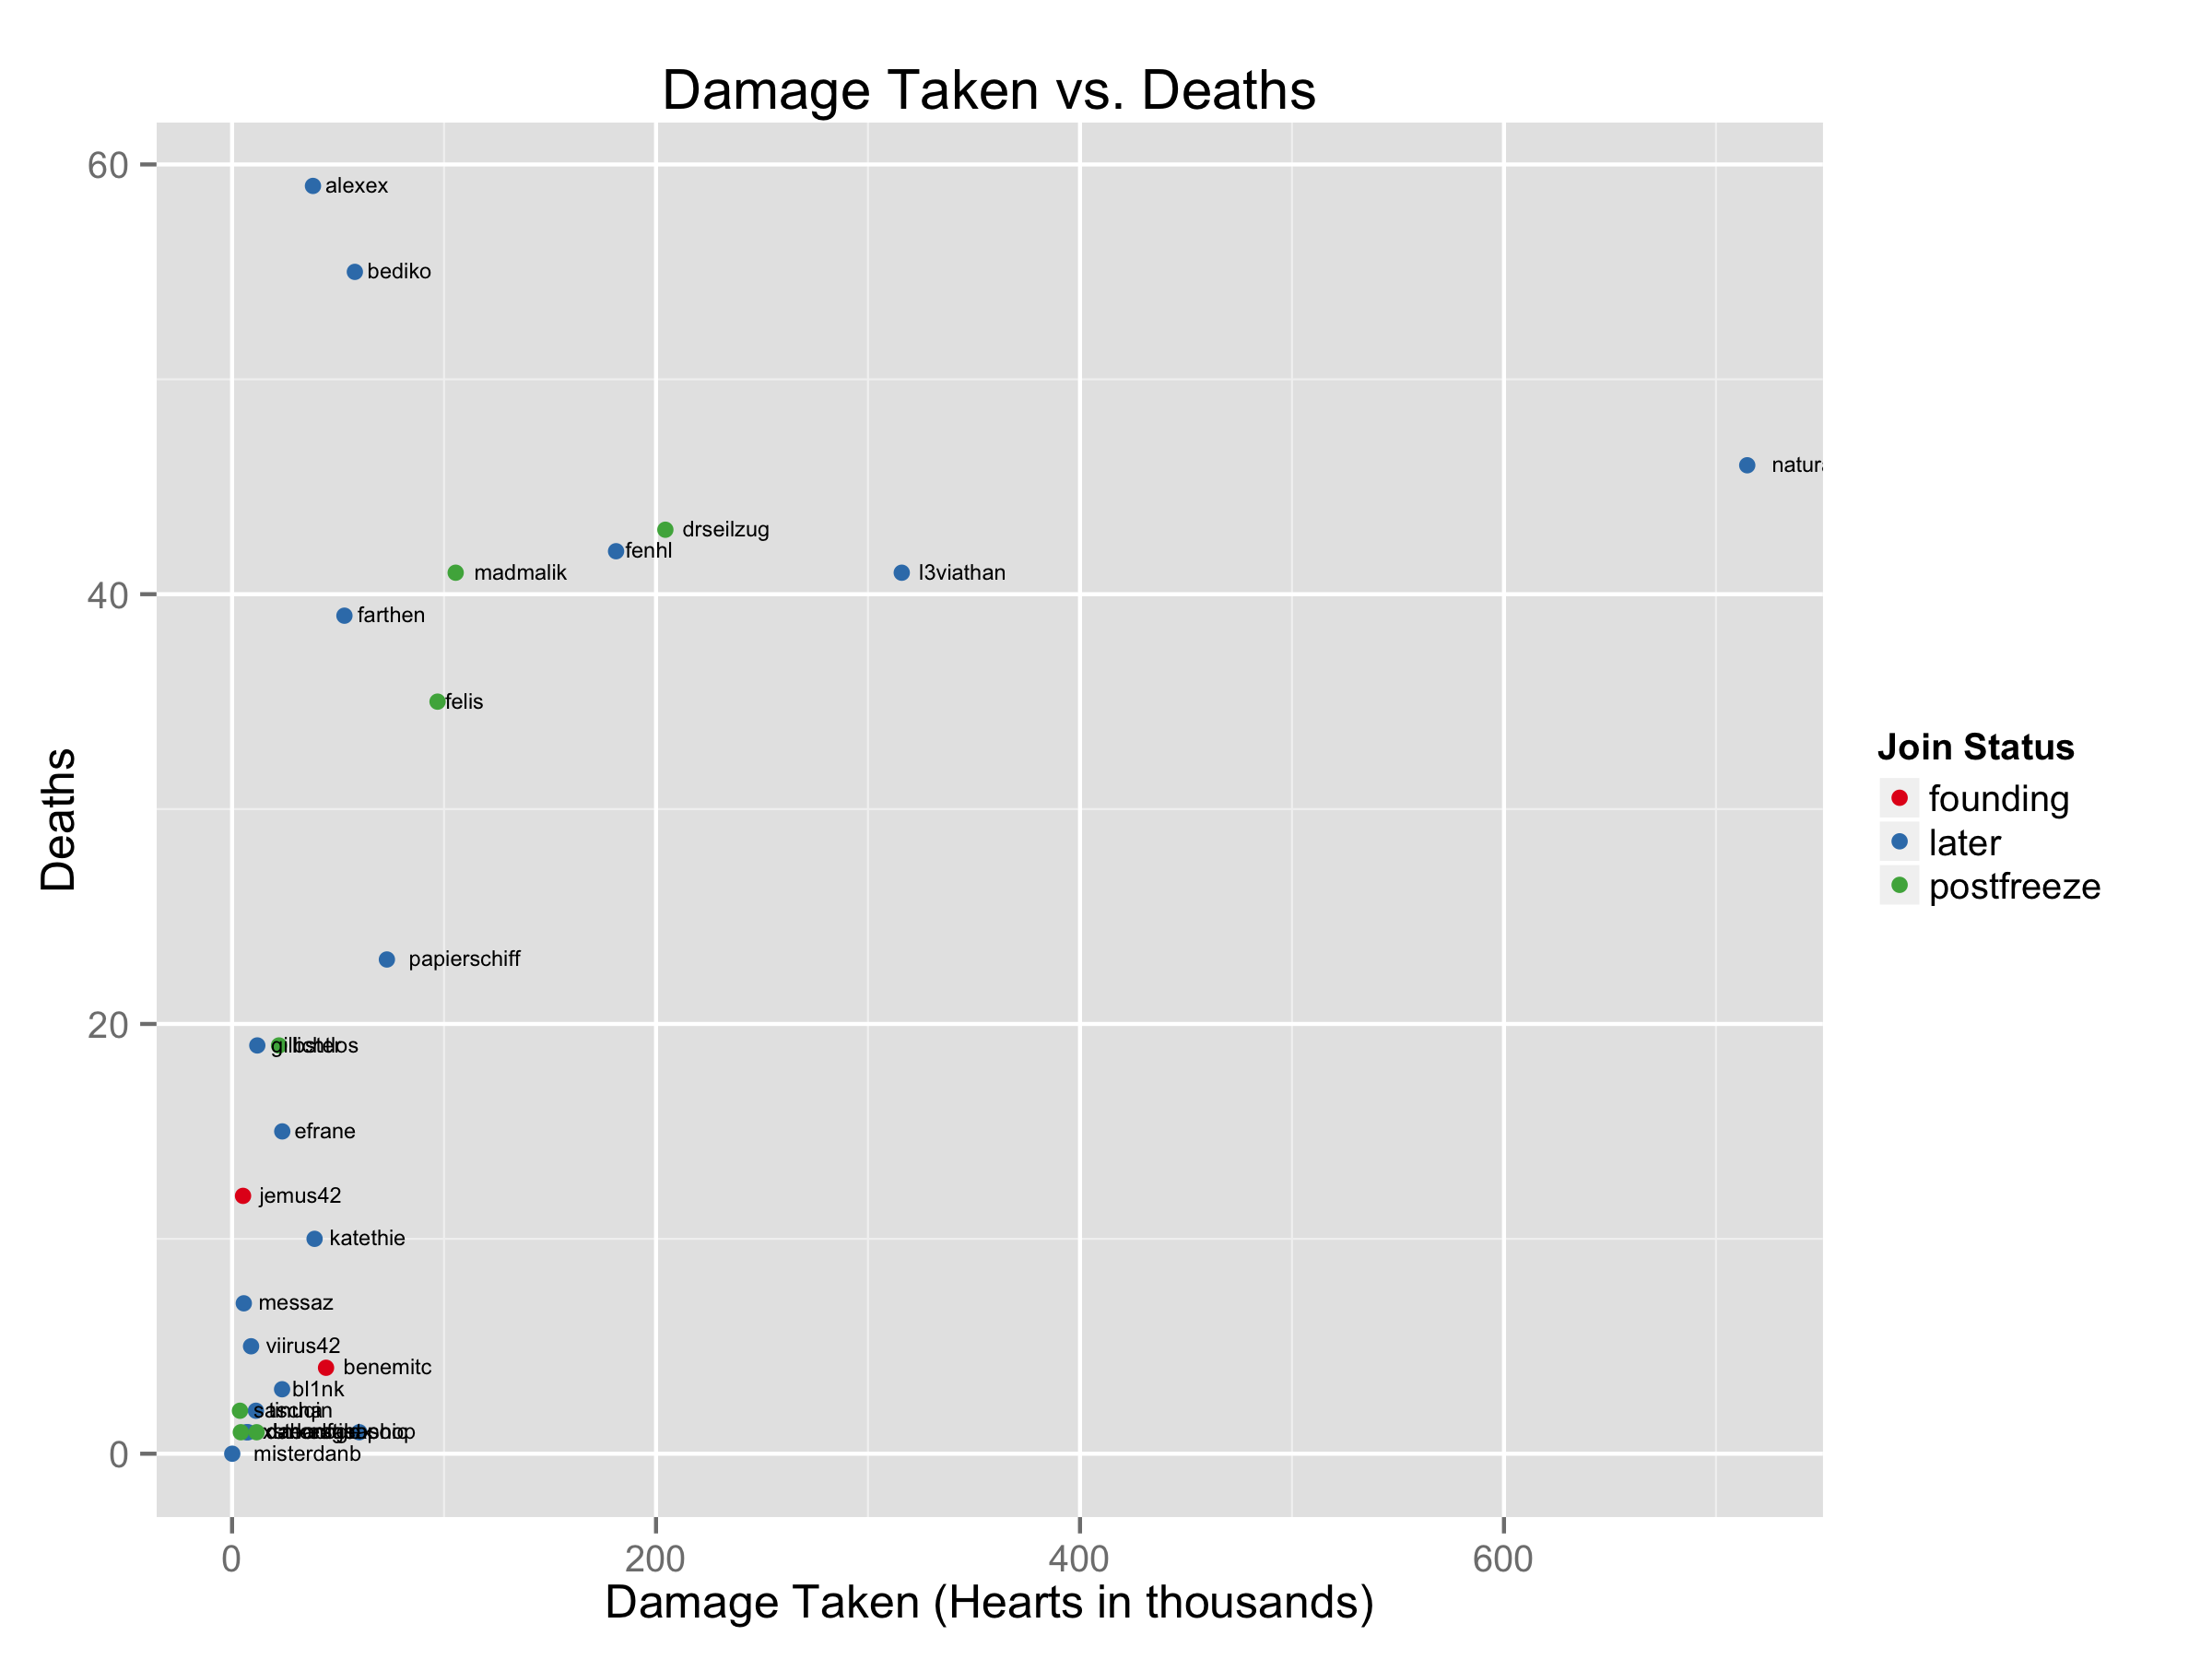 Damage Taken vs. Deaths
60
alexex
bediko
natura
drseilzug
fenhl
madmalik
l3viathan
40
farthen
felis
Deaths
Join Status
founding
later
postfreeze
papierschiff
20
efrane
jemus42
katethie
messaz
viirus42
benemitc
bl1nk
0
misterdanb
0
200
400
600
Damage Taken (Hearts in thousands)